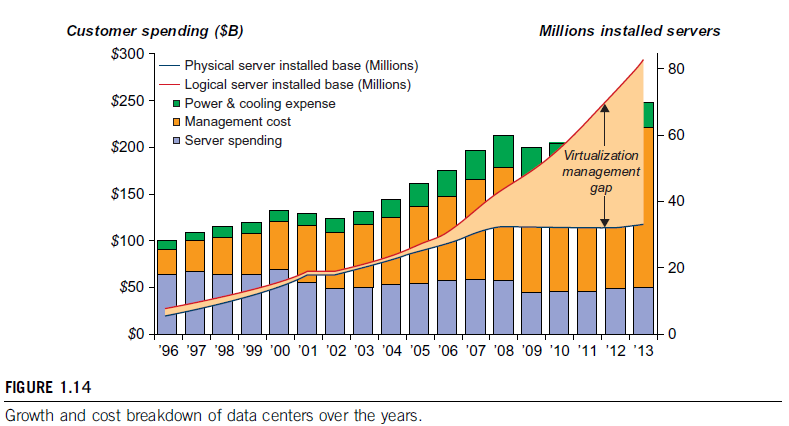 Customer spending ($B)
Millions installed servers
$300
$250
$200
$150
$100
$50
$0
Physical server installed base (Millions)
Logical server installed base (Millions)
Power & cooling expense
Management cost
Server spending
Virtualization
management
gap
80
60
40
20
0
'96 '97 '98 '99 '00 '01 '02 '03 '04 '05 '06 '07 '08 '09 '10 '11 '12 '13
FIGURE 1.14
Growth and cost breakdown of data centers over the years.